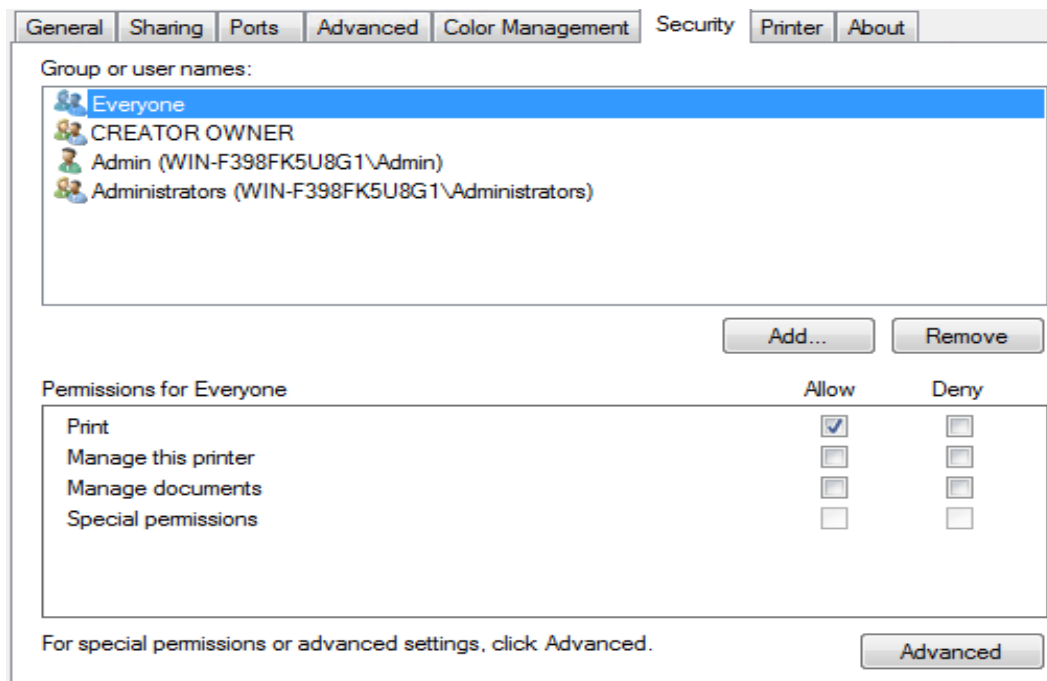 General Sharing Ports Advanced Color Management Security Printer About
Group or user names:
Everyone
CREATOR OWNER
Admin (WIN-F398FK5U8G1\Admin)
Administrators (WIN-F398FK5U8G1\Administrators)
Add... Remove
Permissions for Everyone Allow Deny
Print
Manage this printer
Manage documents
Special permissions
For special permissions or advanced settings, click Advanced.
Advanced